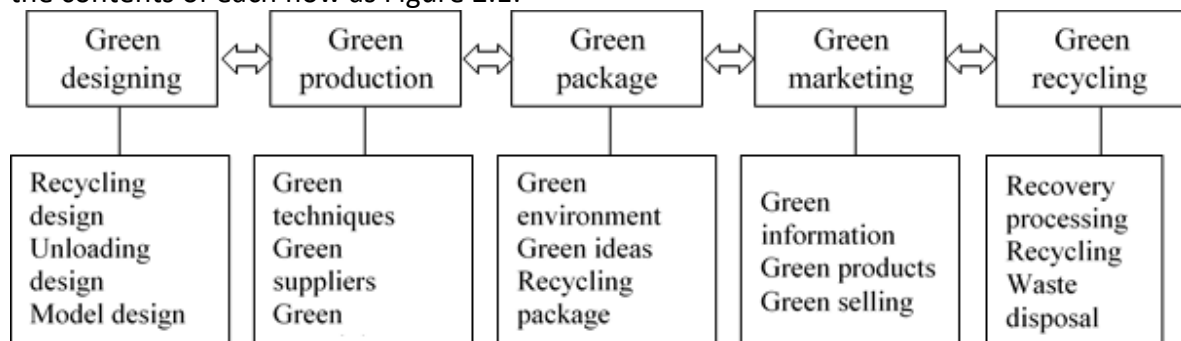 the contents of each flow as Figure 2.1.
Green
designing
Green
production
Green
package
Green
marketing
Green
recycling
Recycling
design
Unloading
design
Model design
Green
techniques
Green
suppliers
Green
Green
environment
Green ideas
Recycling
package
Green
information
Green products
Green selling
Recovery
processing
Recycling
Waste
disposal